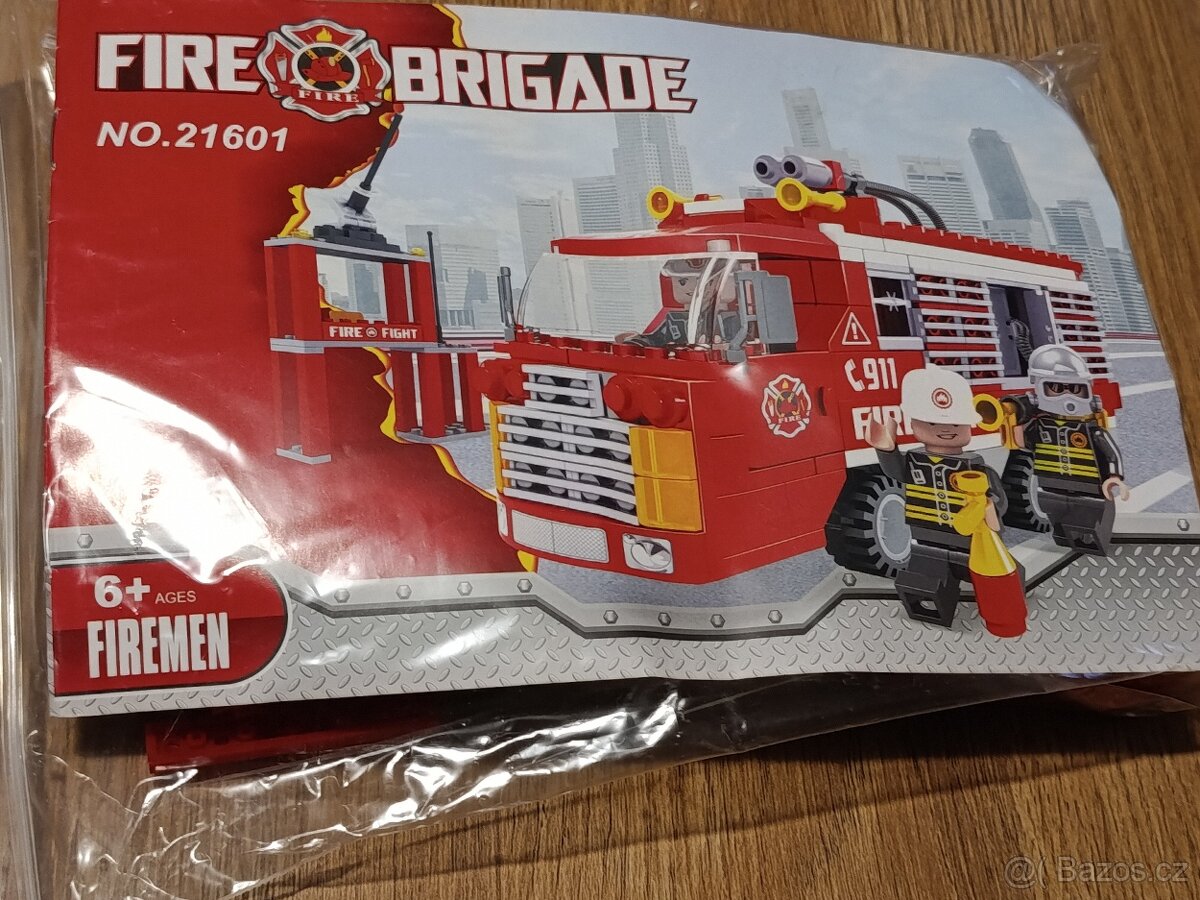 FIRE FIRE BRIGADE
NO.21601
FIRE FIGHT
911
FIRE
6+ AGES
FIREMEN
Bazos.cz